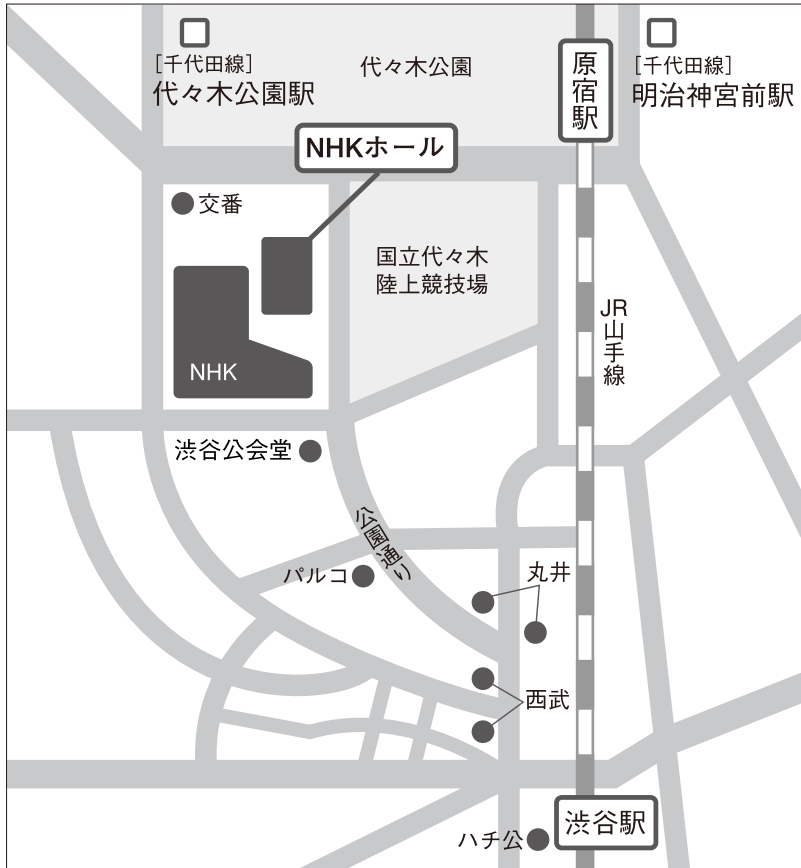 [千代田線]
代々木公園駅
代々木公園
原宿駅
[千代田線]
明治神宮前駅
NHKホール
交番
国立代々木
陸上競技場
JR山手線
NHK
渋谷公会堂
公園通り
パルコ
丸井
西武
ハチ公
渋谷駅